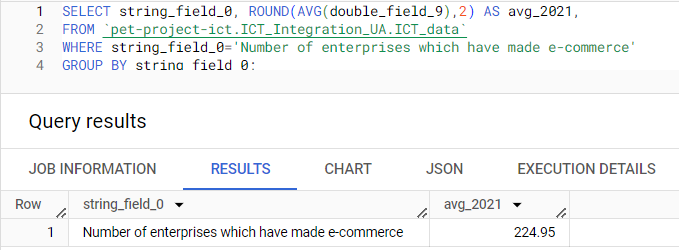 1 SELECT string_field_0, ROUND(AVG(double_field_9),2) AS avg_2021,
2 FROM `pet-project-ict.ICT_Integration_UA.ICT_data`
3 WHERE string_field_0='Number of enterprises which have made e-commerce'
4 GROUP BY string_field_0;
Query results
JOB INFORMATION RESULTS CHART JSON EXECUTION DETAILS
Row string_field_0 avg_2021
1 Number of enterprises which have made e-commerce 224.95